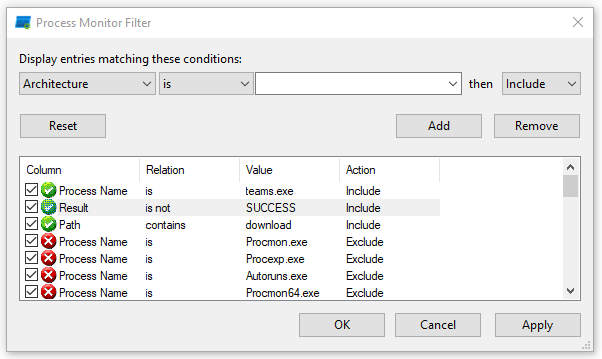 Process Monitor Filter
Display entries matching these conditions:
Architecture is then Include
Reset Add Remove
Column Relation Value Action
Process Name is teams.exe Include
Result is not SUCCESS Include
Path contains download Include
Process Name is Procmon.exe Exclude
Process Name is Procexp.exe Exclude
Process Name is Autoruns.exe Exclude
Process Name is Procmon64.exe Exclude
OK Cancel Apply